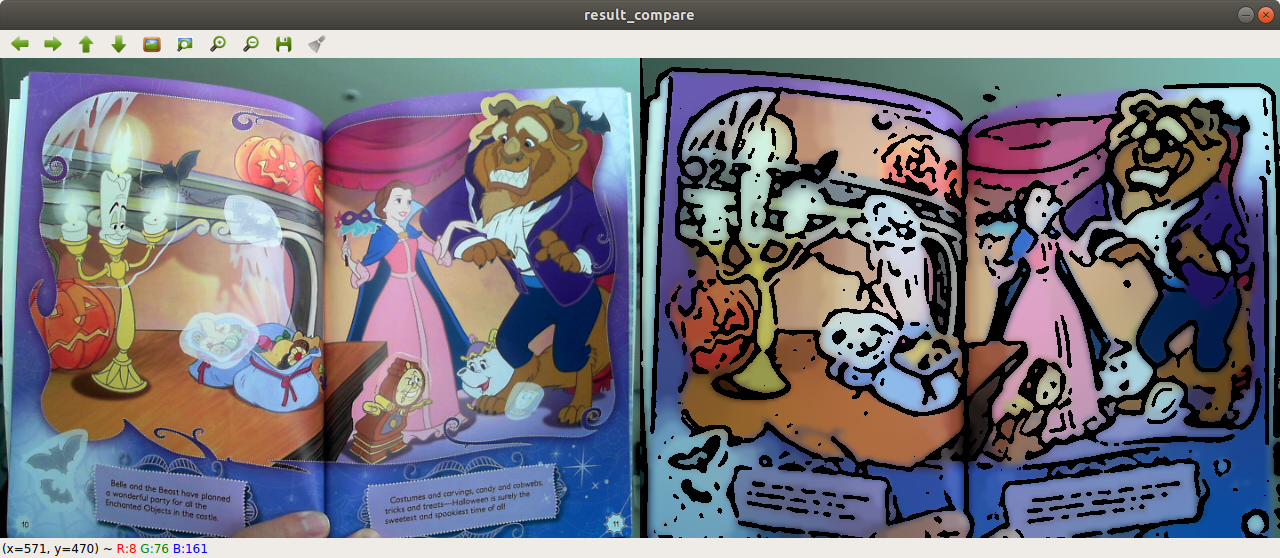 result_compare
Belle and the Beast have planned
a wonderful party for all the
Enchanted Objects in the castle.
Costumes and carvings, candy and cobwebs,
tricks and treats—Halloween is surely the
sweetest and spookiest time of all!
10
11
(x=571, y=470) ~ R:8 G:76 B:161